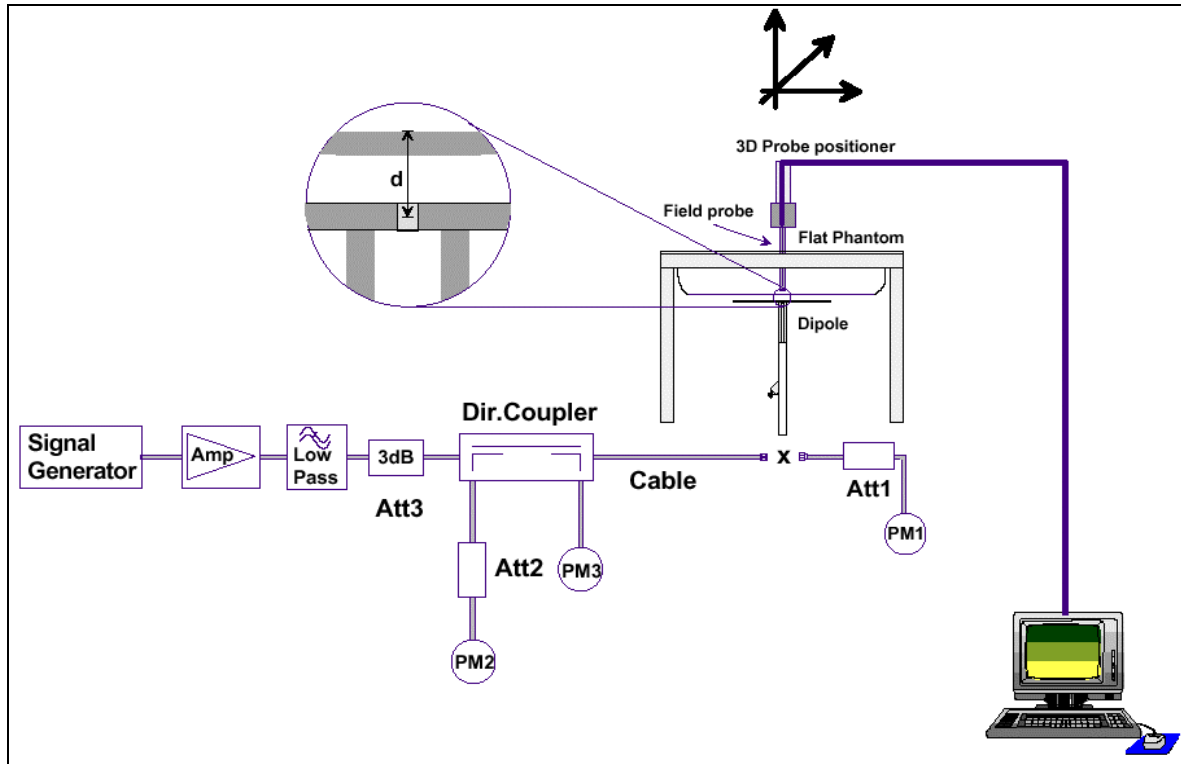 3D Probe positioner
d
Field probe
Flat Phantom
Dipole
Dir.Coupler
Signal
Generator
Amp
Low
Pass
3dB
Att3
Cable
x
Att1
PM1
Att2
PM3
PM2